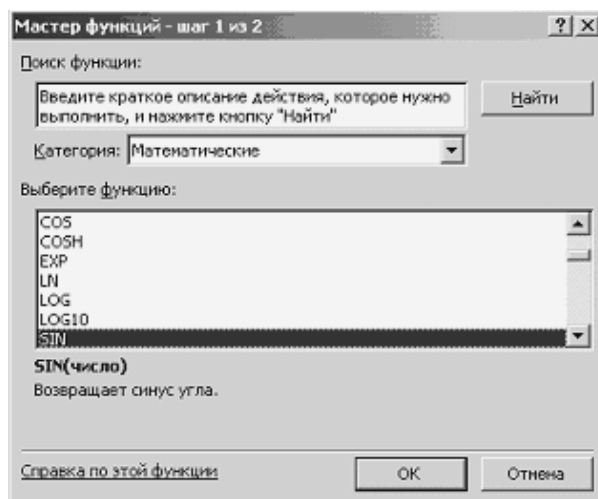 Мастер функций - шаг 1 из 2
Поиск функции:
Введите краткое описание действия, которое нужно
выполнить, и нажмите кнопку "Найти"
Найти
Категория: Математические
Выберите функцию:
COS
COSH
EXP
LN
LOG
LOG10
SIN
SIN(число)
Возвращает синус угла.
Справка по этой функции
ОК
Отмена